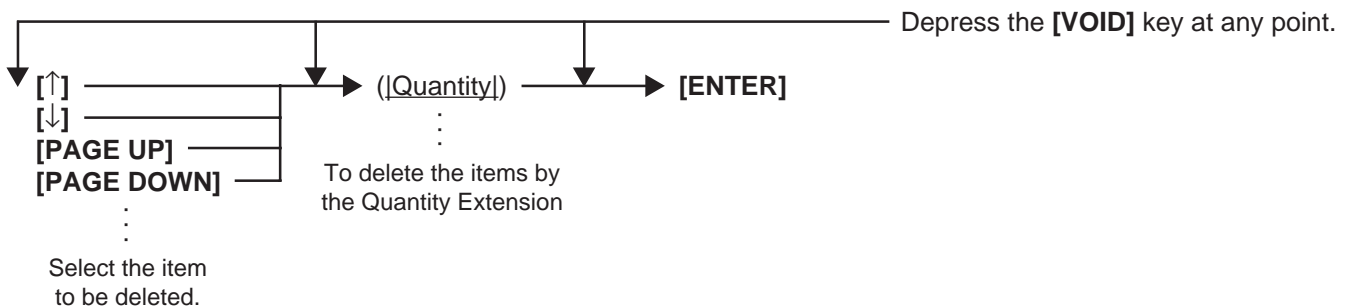 Depress the [VOID] key at any point.
[↑]
(|Quantity|)
[ENTER]
[↓]
[PAGE UP]
[PAGE DOWN]
To delete the items by
the Quantity Extension
Select the item
to be deleted.